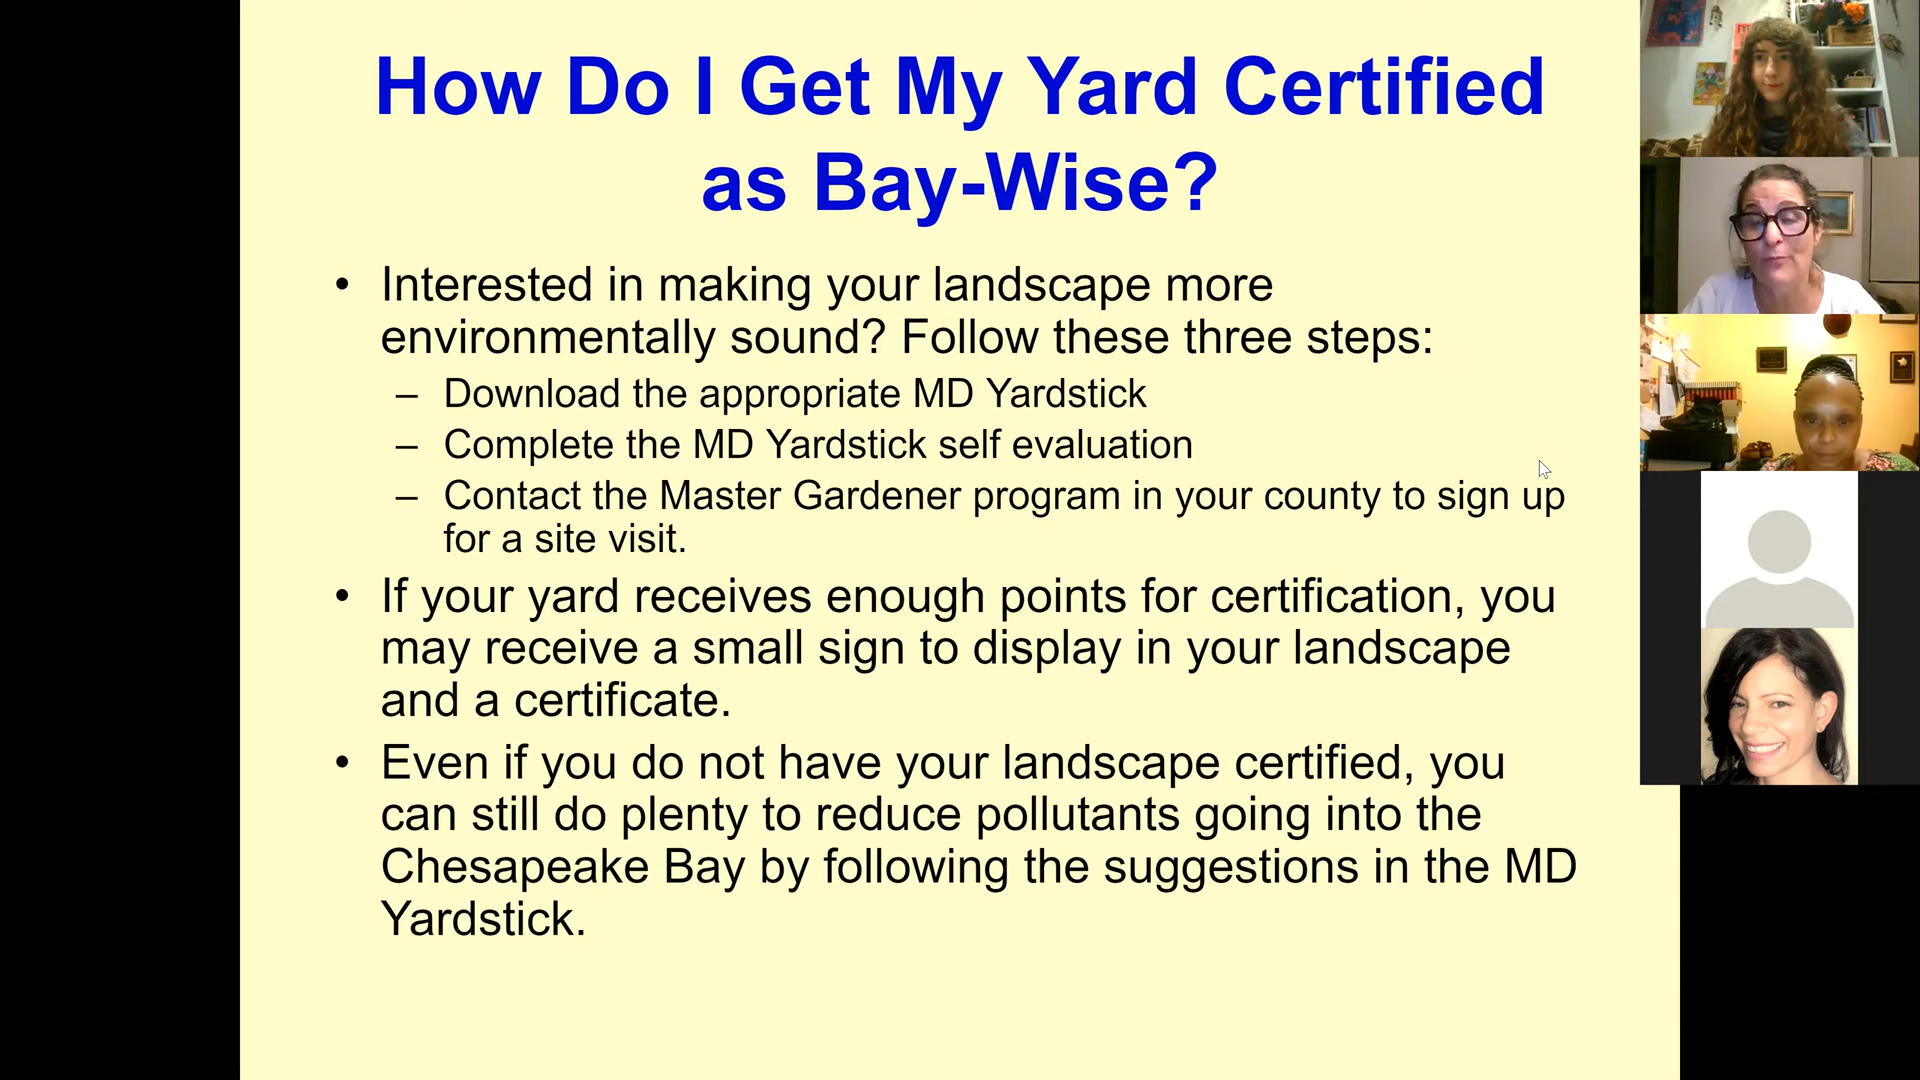 How Do I Get My Yard Certified
as Bay-Wise?
• Interested in making your landscape more
environmentally sound? Follow these three steps:
– Download the appropriate MD Yardstick
– Complete the MD Yardstick self evaluation
– Contact the Master Gardener program in your county to sign up
for a site visit.
• If your yard receives enough points for certification, you
may receive a small sign to display in your landscape
and a certificate.
• Even if you do not have your landscape certified, you
can still do plenty to reduce pollutants going into the
Chesapeake Bay by following the suggestions in the MD
Yardstick.